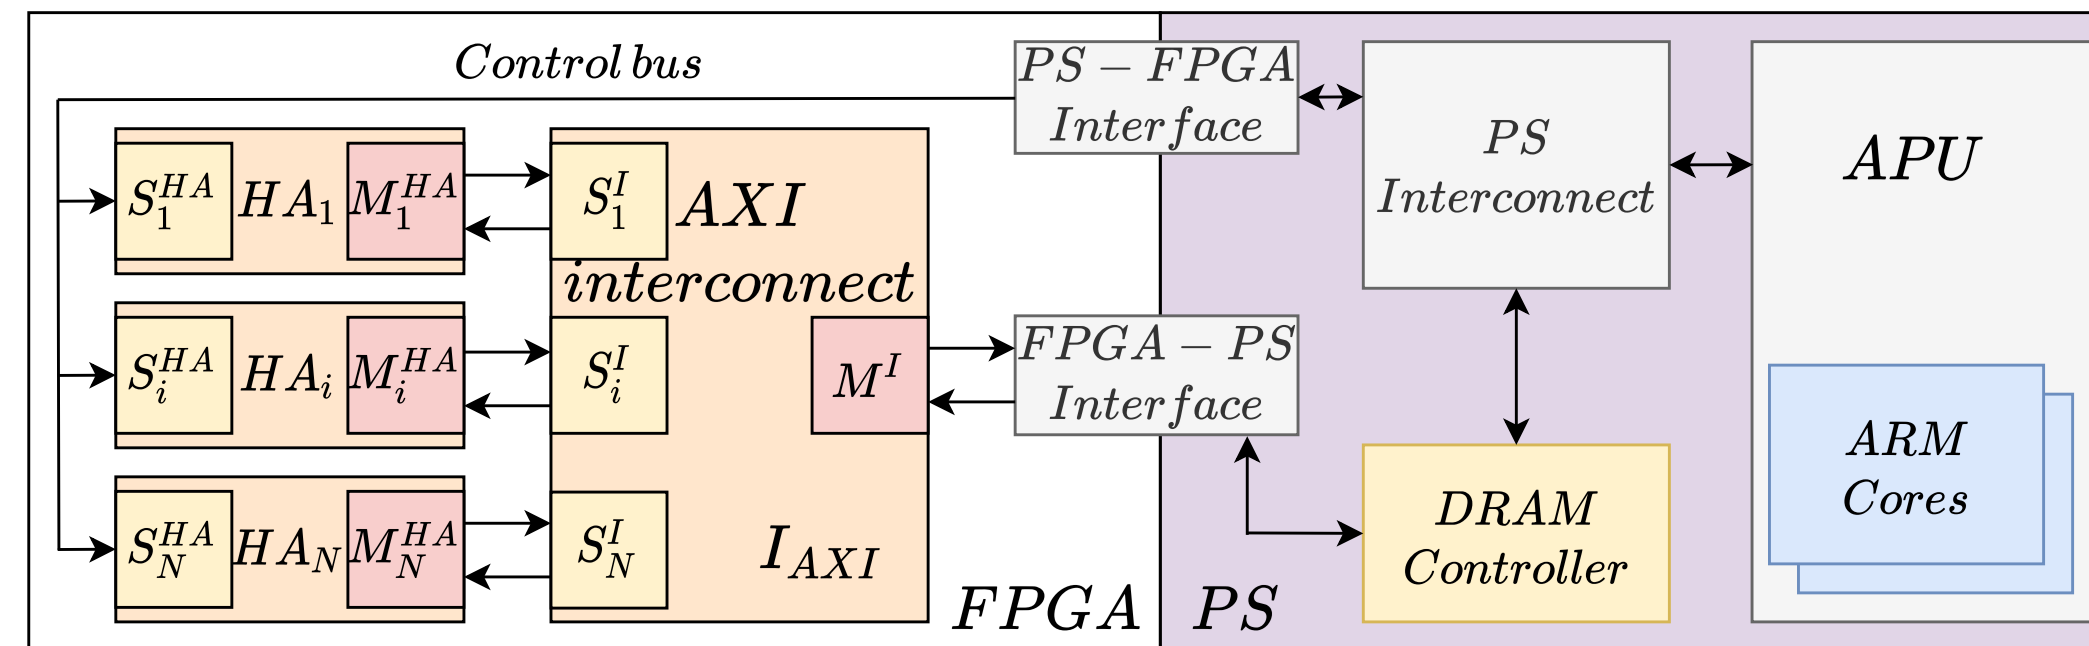 Control bus
PS − FPGA
Interface
PS
Interconnect
APU
S_1^{HA} HA_1 M_1^{HA}
S_1^I
AXI
interconnect
S_i^{HA} HA_i M_i^{HA}
S_i^I
M^I
FPGA − PS
Interface
S_N^{HA} HA_N M_N^{HA}
S_N^I
I_{AXI}
DRAM
Controller
ARM
Cores
FPGA
PS